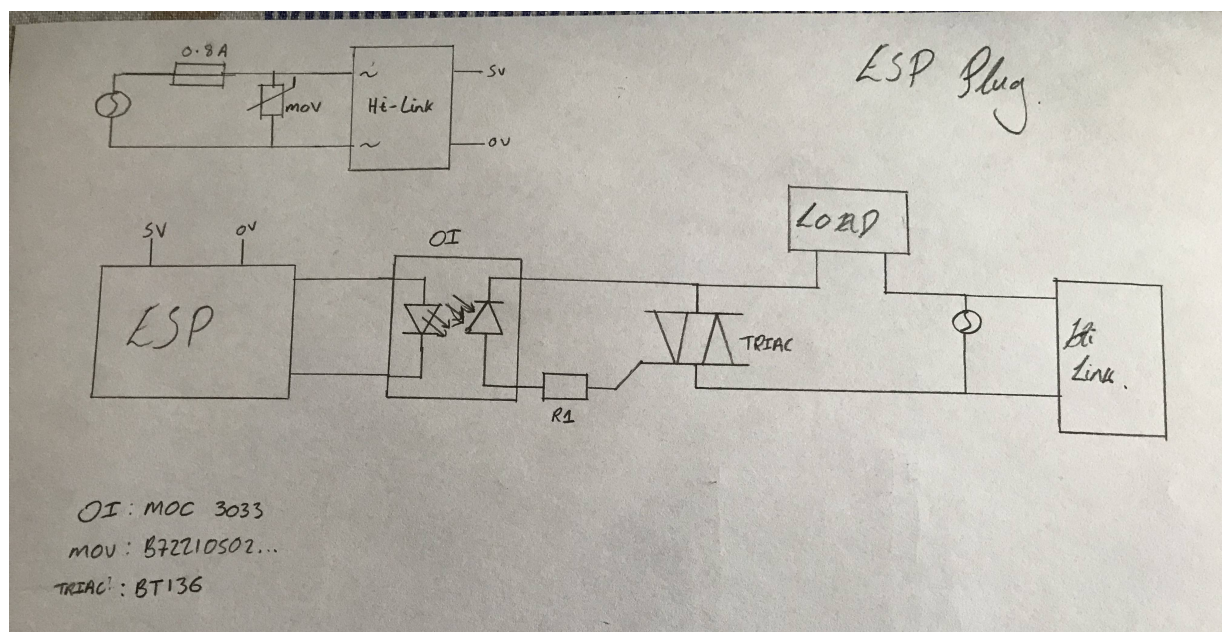 ESP Plug.
0.8A
~
5V
MOV
Hi-Link
~
0V
LOAD
5V
0V
OI
ESP
TRIAC
Hi
Link.
R1
OI: MOC 3033
MOV: B72210S02...
TRIAC: BT136